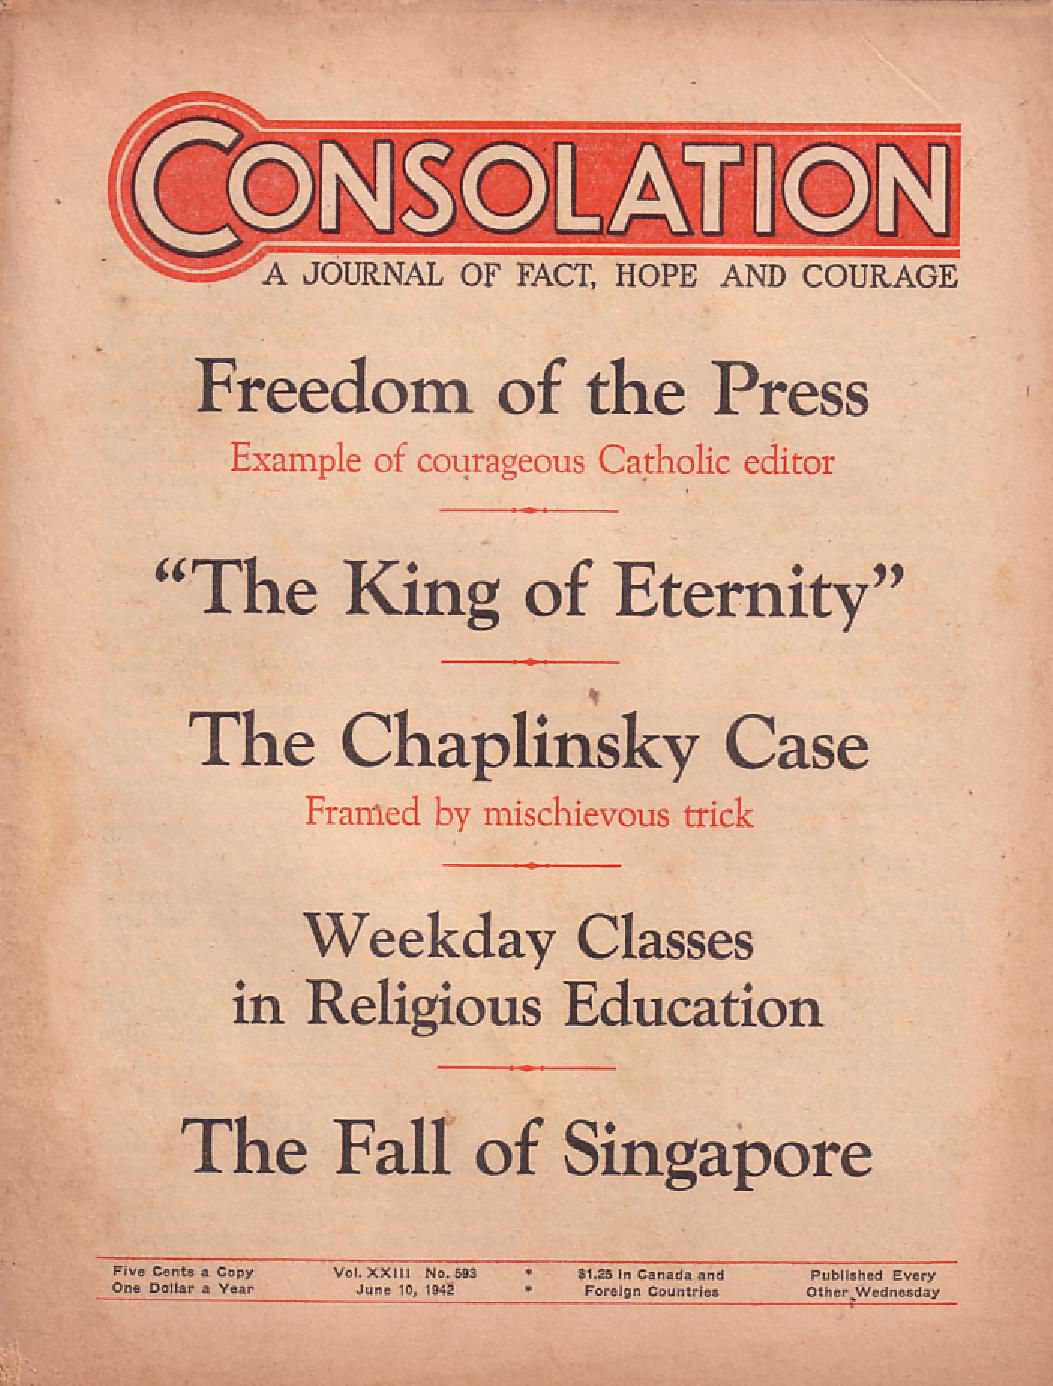 CONSOLATION
A JOURNAL OF FACT, HOPE AND COURAGE
Freedom of the Press
Example of courageous Catholic editor
“The King of Eternity”
The Chaplinsky Case
Framed by mischievous trick
Weekday Classes
in Religious Education
The Fall of Singapore
Five Cents a Copy
One Dollar a Year
Vol. XXIII No. 593
June 10, 1942
*
*
$1.25 in Canada and
Foreign Countries
Published Every
Other Wednesday